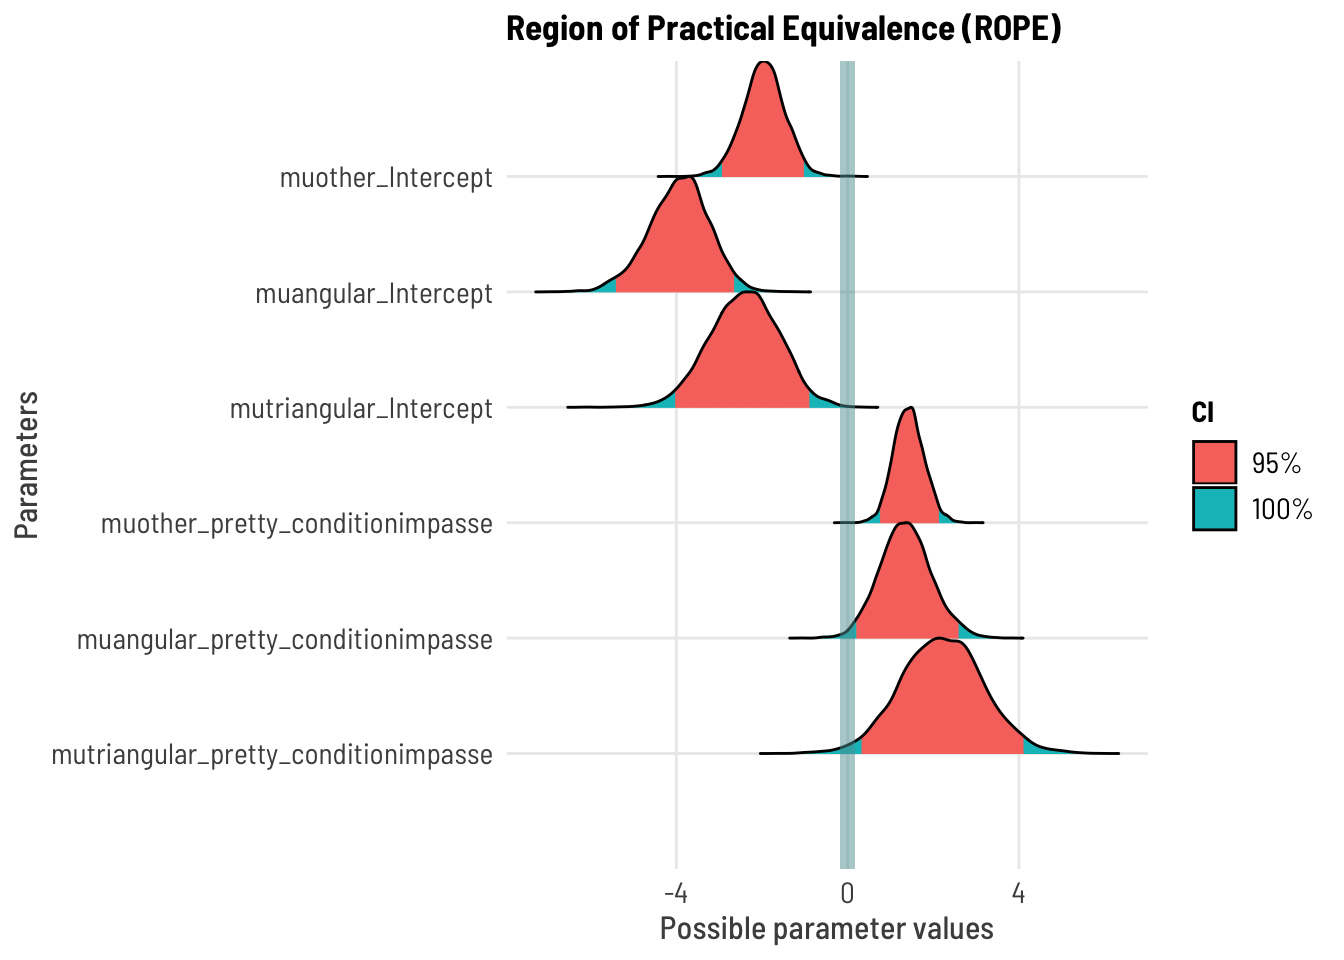 Region of Practical Equivalence (ROPE)
muother_Intercept
muangular_Intercept
mutriangular_Intercept
muother_pretty_conditionimpasse
muangular_pretty_conditionimpasse
mutriangular_pretty_conditionimpasse
Parameters
-4 0 4
Possible parameter values
CI
95%
100%